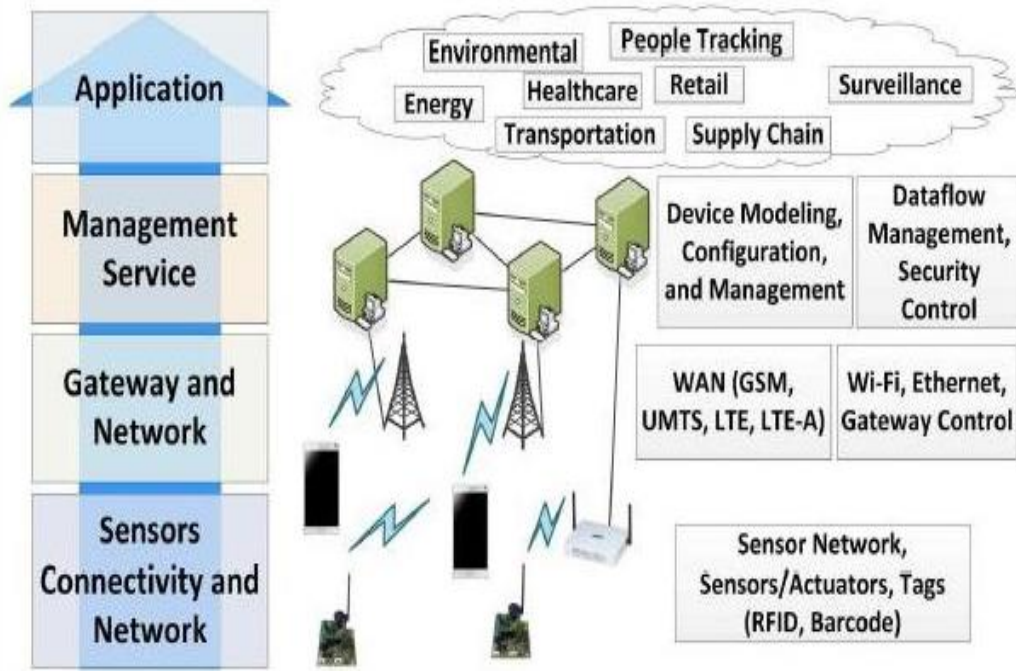 Application
Environmental
People Tracking
Energy
Healthcare
Retail
Surveillance
Transportation
Supply Chain
Management
Service
Device Modeling,
Configuration,
and Management
Dataflow
Management,
Security
Control
Gateway and
Network
WAN (GSM,
UMTS, LTE, LTE-A)
Wi-Fi, Ethernet,
Gateway Control
Sensors
Connectivity and
Network
Sensor Network,
Sensors/Actuators, Tags
(RFID, Barcode)